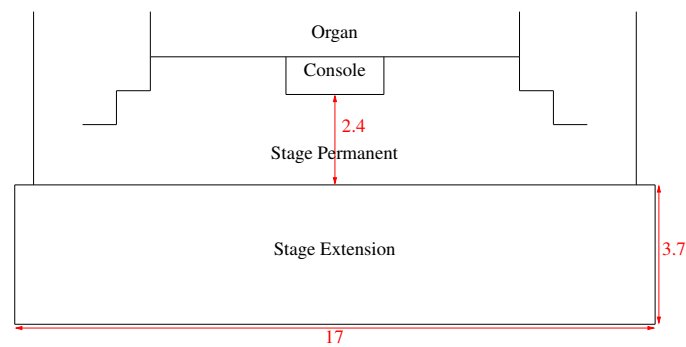 Organ
Console
2.4
Stage Permanent
Stage Extension
3.7
17